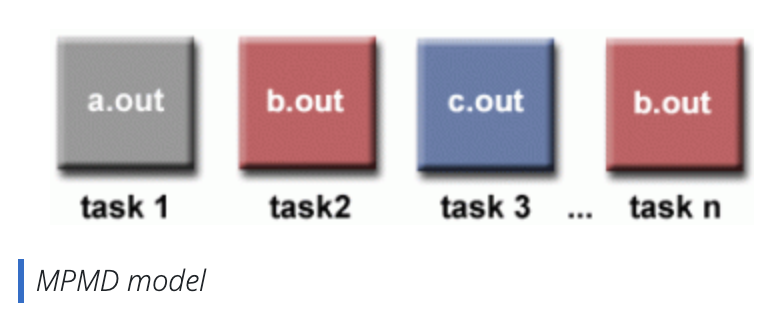 a.out b.out c.out b.out
task 1 task2 task 3 ... task n
MPMD model